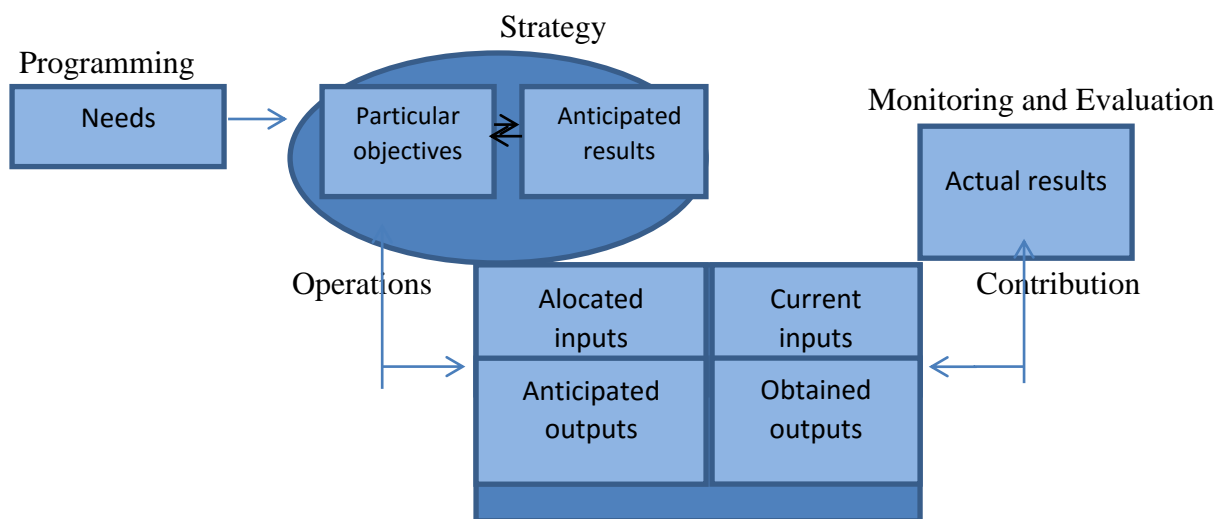 Strategy
Programming
Needs
Particular
objectives
Anticipated
results
Monitoring and Evaluation
Actual results
Operations
Contribution
Alocated
inputs
Current
inputs
Anticipated
outputs
Obtained
outputs